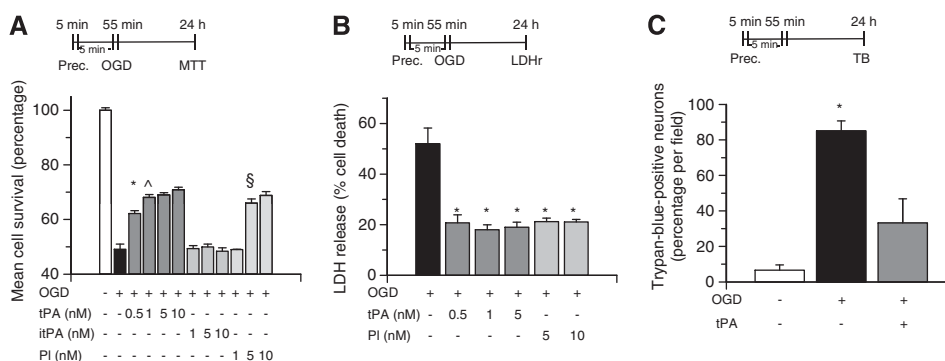 A
5 min 55 min 24 h
5 min
Prec. OGD MTT
Mean cell survival (percentage)
100
80
60
40
* ^ §
OGD - + + + + + + + + + + +
tPA (nM) - - 0.5 1 5 10 - - - - - -
itPA (nM) - - - - - - 1 5 10 - - -
Pl (nM) - - - - - - - - - 1 5 10
B
5 min 55 min 24 h
5 min
Prec. OGD LDHr
LDH release (% cell death)
60
40
20
0
* * * * *
OGD + + + + + +
tPA (nM) - 0.5 1 5 - -
Pl (nM) - - - - 5 10
C
5 min 55 min 24 h
5 min
Prec. TB
Trypan-blue-positive neurons
(percentage per field)
100
80
60
40
20
0
*
OGD - + +
tPA - - +